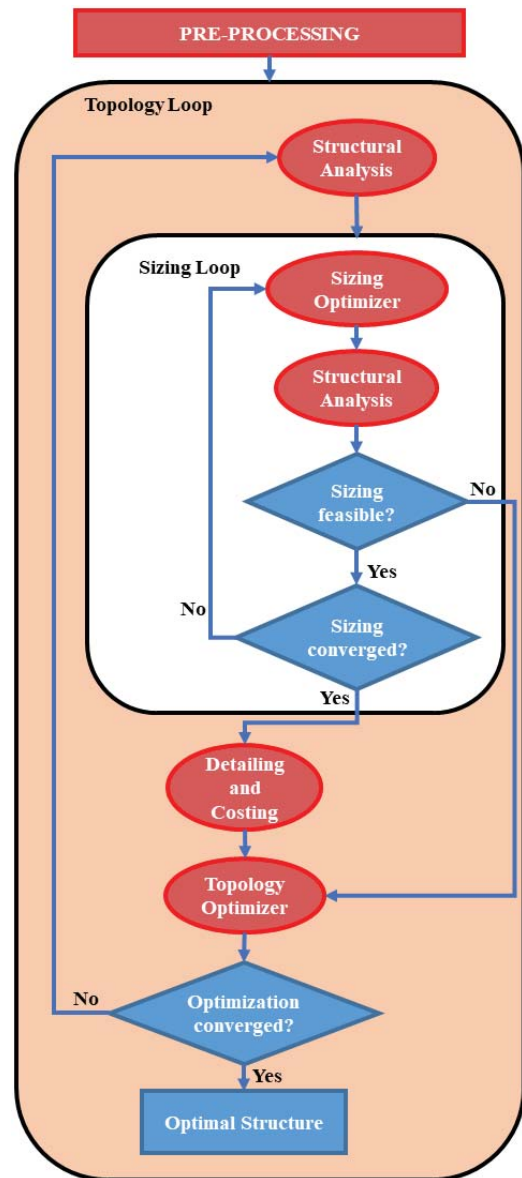 PRE-PROCESSING
Topology Loop
Structural
Analysis
Sizing Loop
Sizing
Optimizer
Structural
Analysis
Sizing
feasible?
No
Yes
No
Sizing
converged?
Yes
Detailing
and
Costing
Topology
Optimizer
No
Optimization
converged?
Yes
Optimal Structure